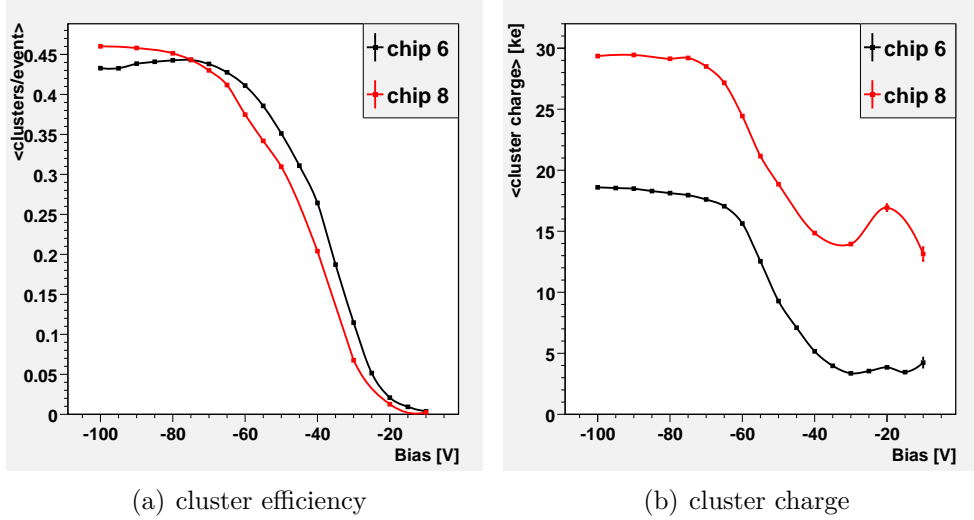 <clusters/event>
0.45
0.4
0.35
0.3
0.25
0.2
0.15
0.1
0.05
0
-100
-80
-60
-40
-20
Bias [V]
chip 6
chip 8
(a) cluster efficiency
<cluster charge> [ke]
30
25
20
15
10
5
0
-100
-80
-60
-40
-20
Bias [V]
chip 6
chip 8
(b) cluster charge